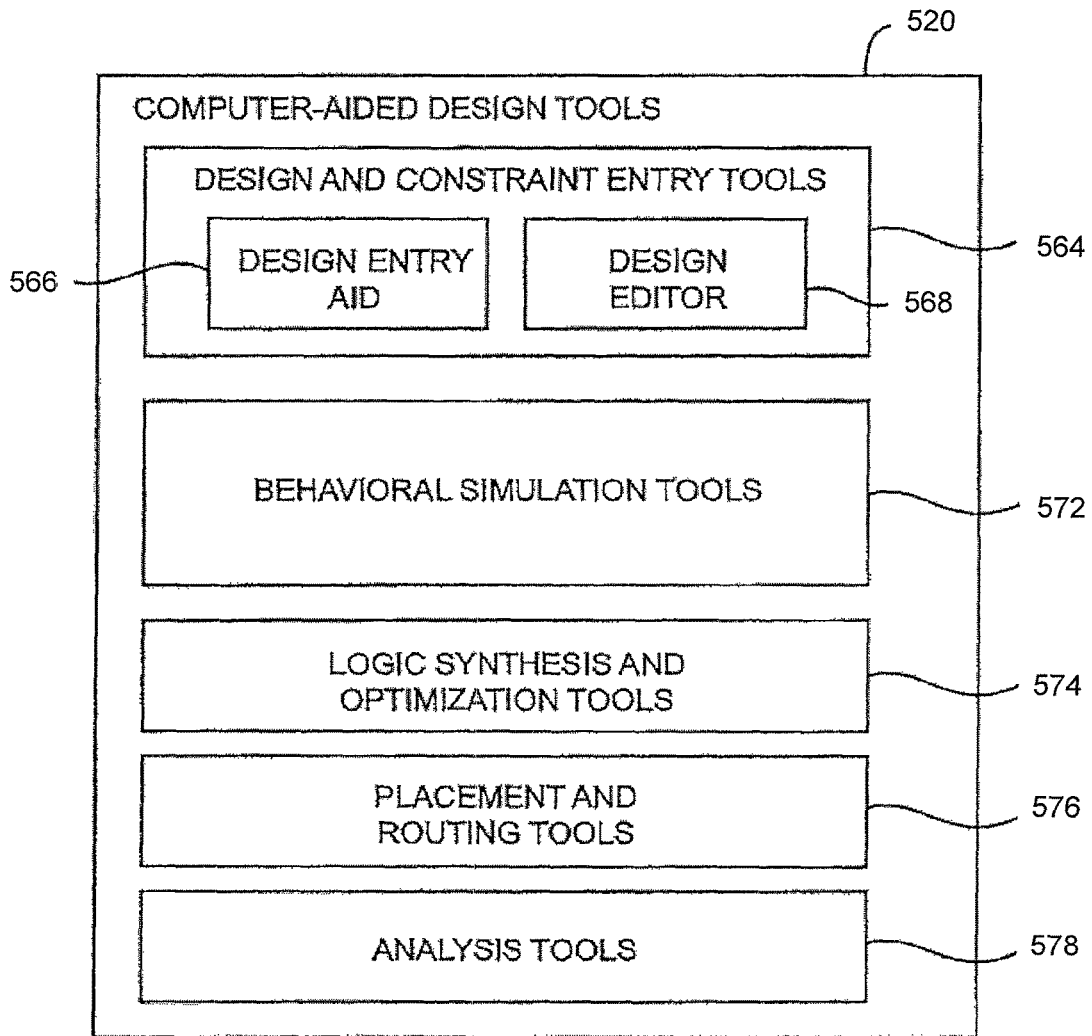 520
COMPUTER-AIDED DESIGN TOOLS
DESIGN AND CONSTRAINT ENTRY TOOLS
564
566
DESIGN ENTRY
AID
DESIGN
EDITOR
568
BEHAVIORAL SIMULATION TOOLS
572
LOGIC SYNTHESIS AND
OPTIMIZATION TOOLS
574
PLACEMENT AND
ROUTING TOOLS
576
ANALYSIS TOOLS
578